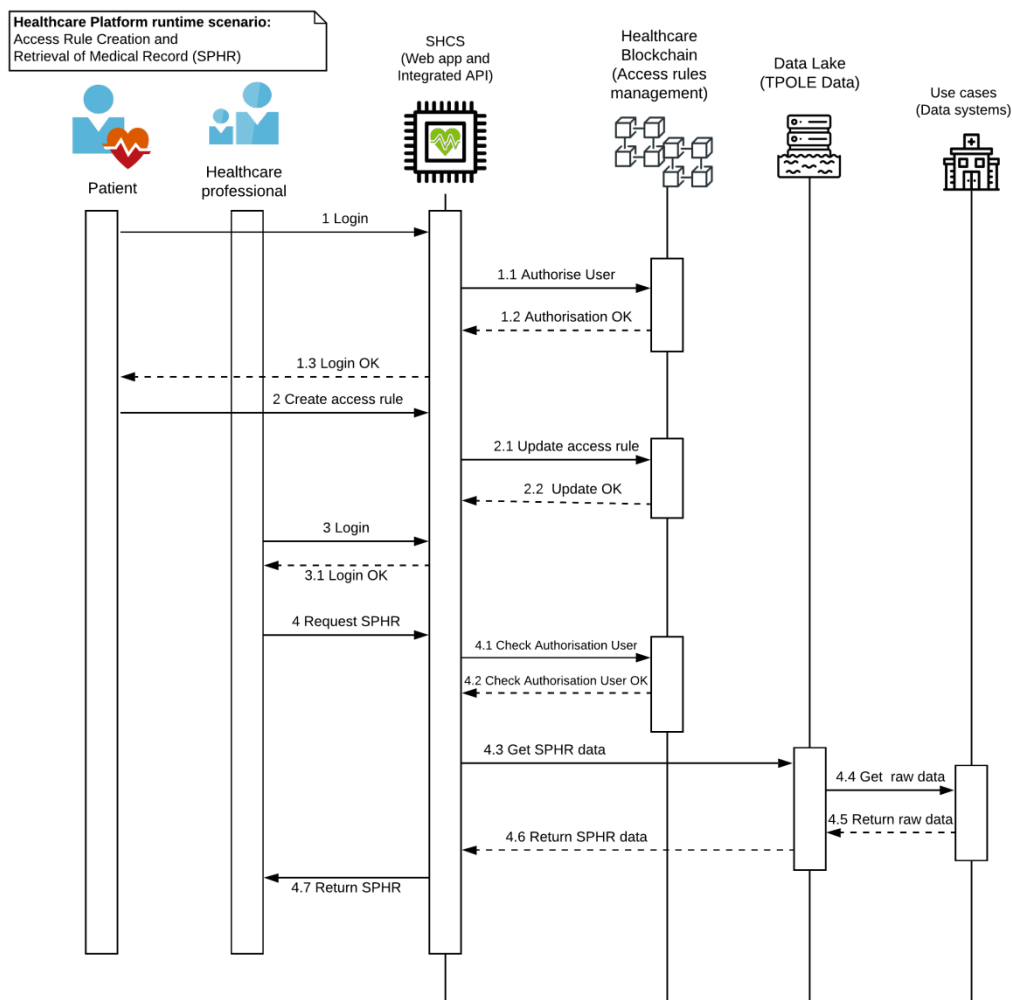 Healthcare Platform runtime scenario:
Access Rule Creation and
Retrieval of Medical Record (SPHR)
SHCS
(Web app and
Integrated API)
Healthcare
Blockchain
(Access rules
management)
Data Lake
(TPOLE Data)
Use cases
(Data systems)
Patient
Healthcare
professional
1 Login
1.1 Authorise User
1.2 Authorisation OK
1.3 Login OK
2 Create access rule
2.1 Update access rule
2.2 Update OK
3 Login
3.1 Login OK
4 Request SPHR
4.1 Check Authorisation User
4.2 Check Authorisation User OK
4.3 Get SPHR data
4.4 Get raw data
4.5 Return raw data
4.6 Return SPHR data
4.7 Return SPHR